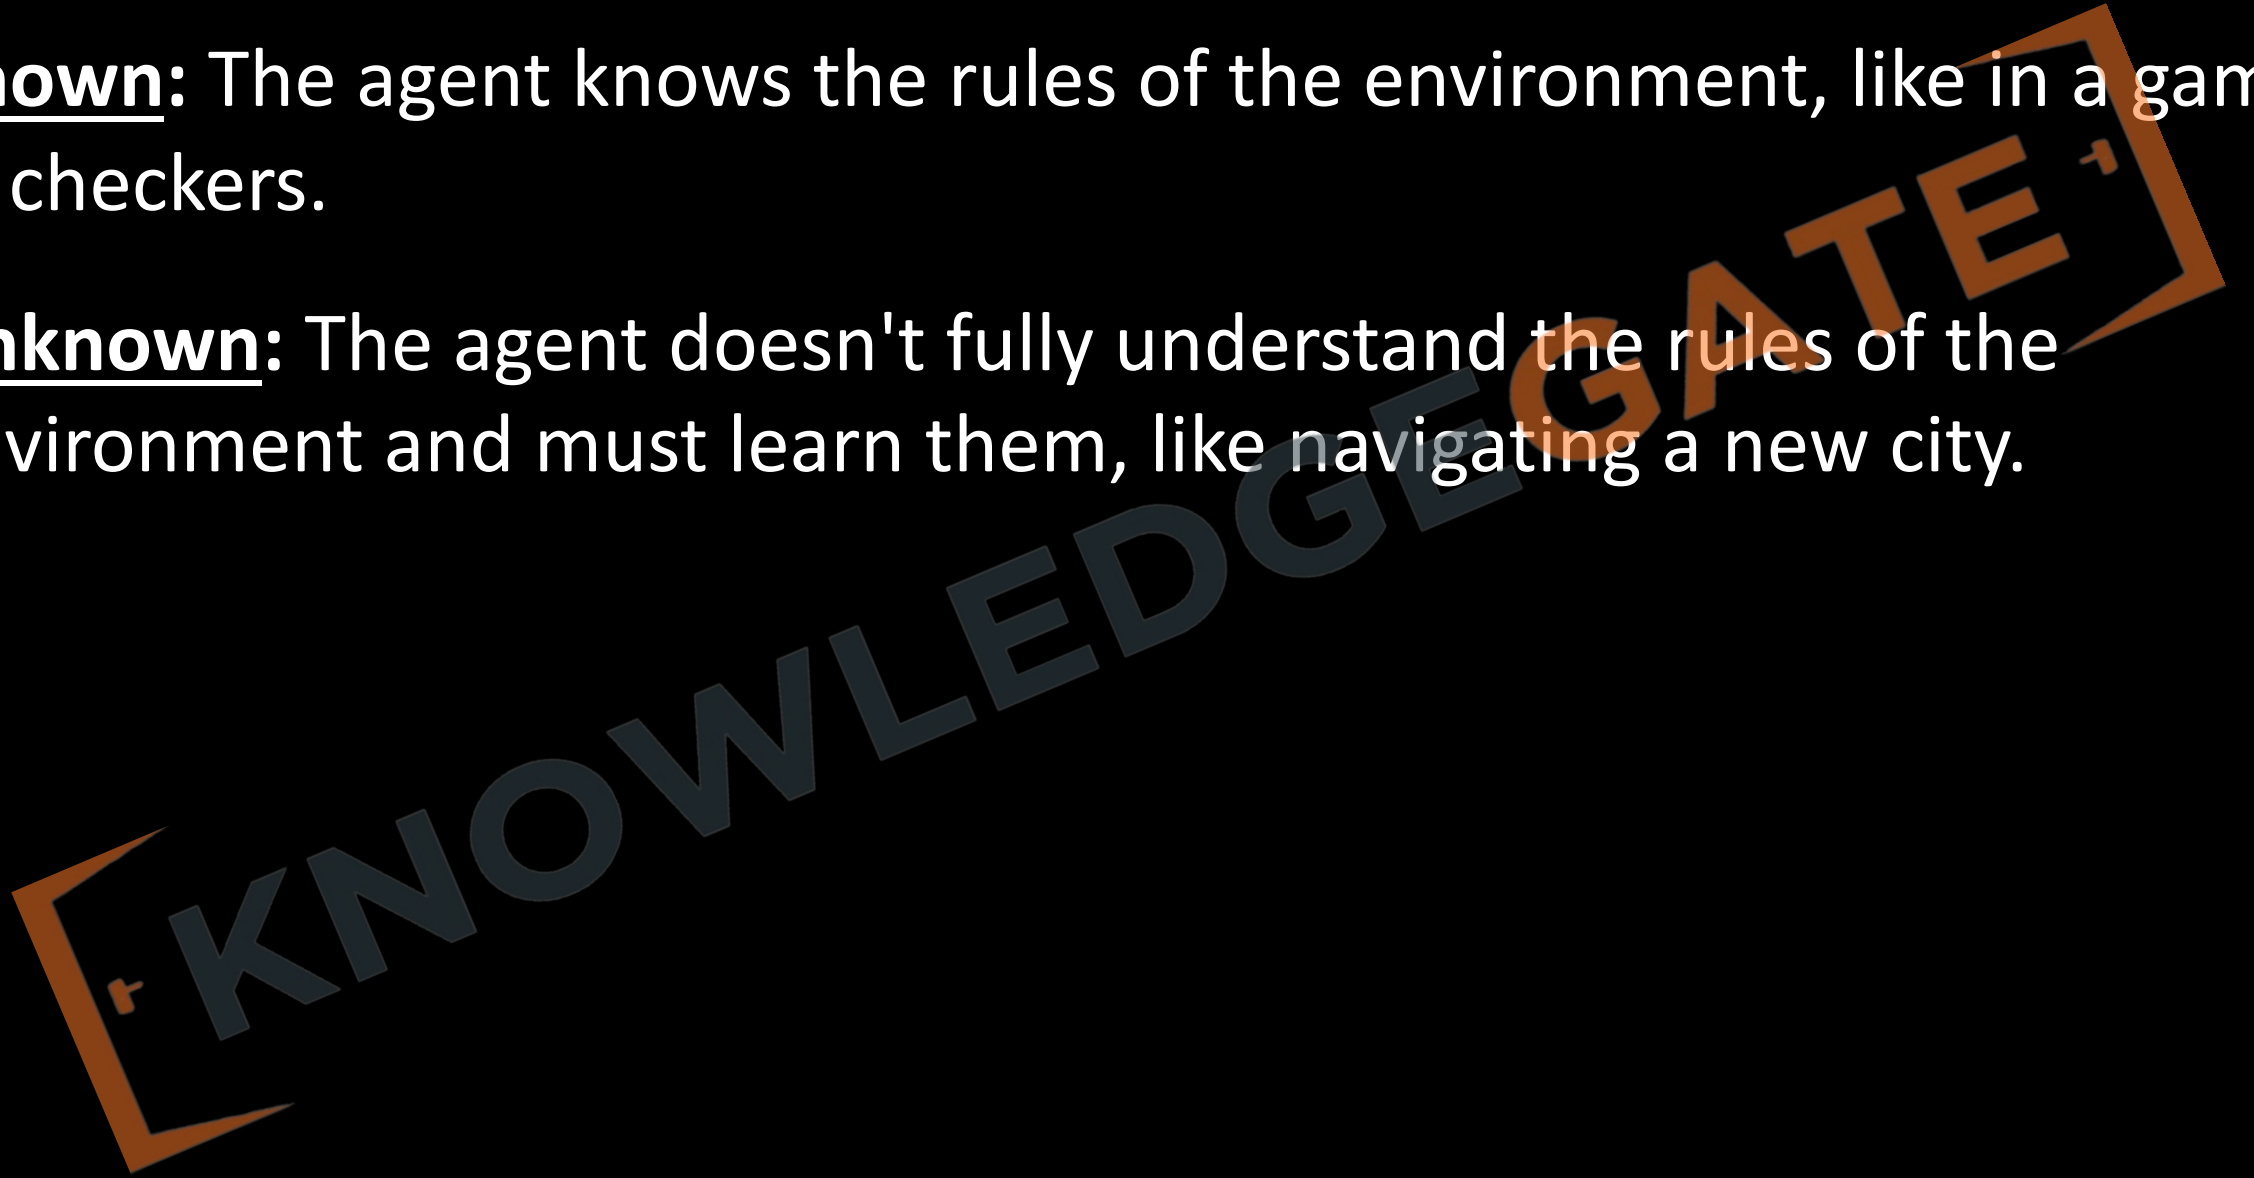 nown: The agent knows the rules of the environment, like in a gam
checkers.
nknown: The agent doesn't fully understand the rules of the
vironment and must learn them, like navigating a new city.
KNOWLEDGEGATE